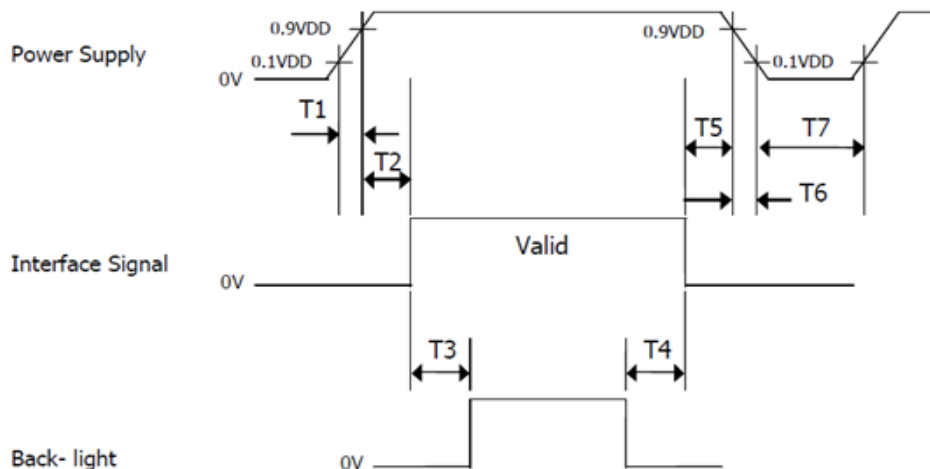 Power Supply
0.9VDD
0.1VDD
0V
0.9VDD
0.1VDD
T1
T2
T5
T7
T6
Interface Signal
0V
Valid
T3
T4
Back- light
0V